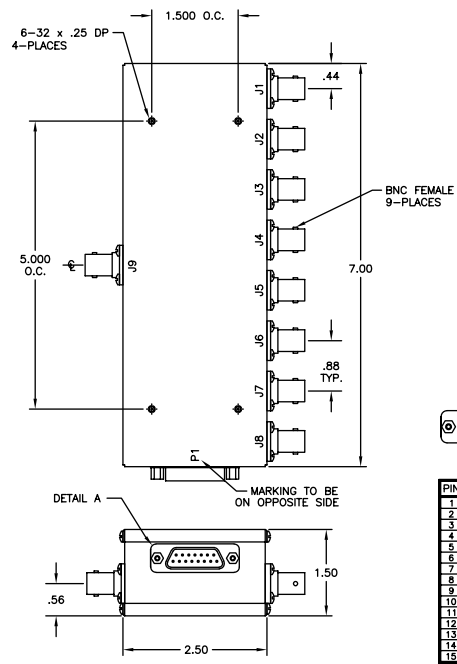 1.500 O.C.
6-32 x .25 DP
4-PLACES
.44
J1
J2
J3
BNC FEMALE
9-PLACES
J4
5.000
O.C.
℄
J9
7.00
J5
J6
.88
TYP.
J7
J8
P1
MARKING TO BE
ON OPPOSITE SIDE
DETAIL A
PIN
1
2
3
4
5
6
7
8
9
10
11
12
13
14
15
1.50
.56
2.50